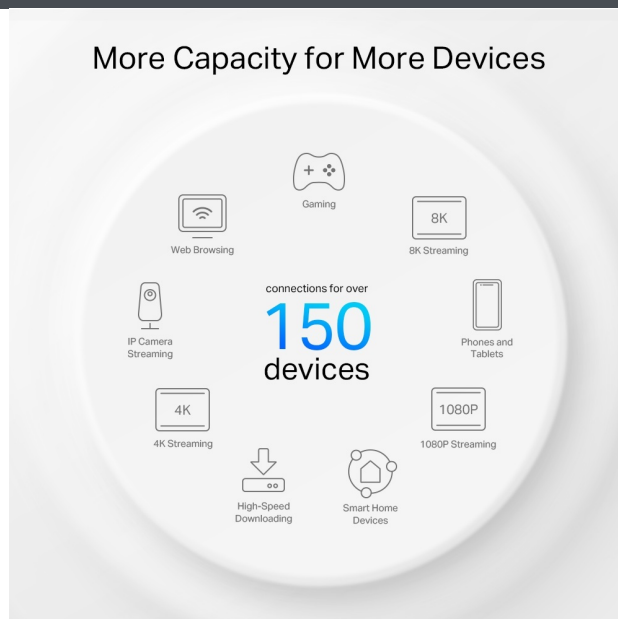 More Capacity for More Devices
Gaming
Web Browsing
8K
8K Streaming
connections for over
150
devices
IP Camera
Streaming
Phones and
Tablets
4K
4K Streaming
1080P
1080P Streaming
High-Speed
Downloading
Smart Home
Devices